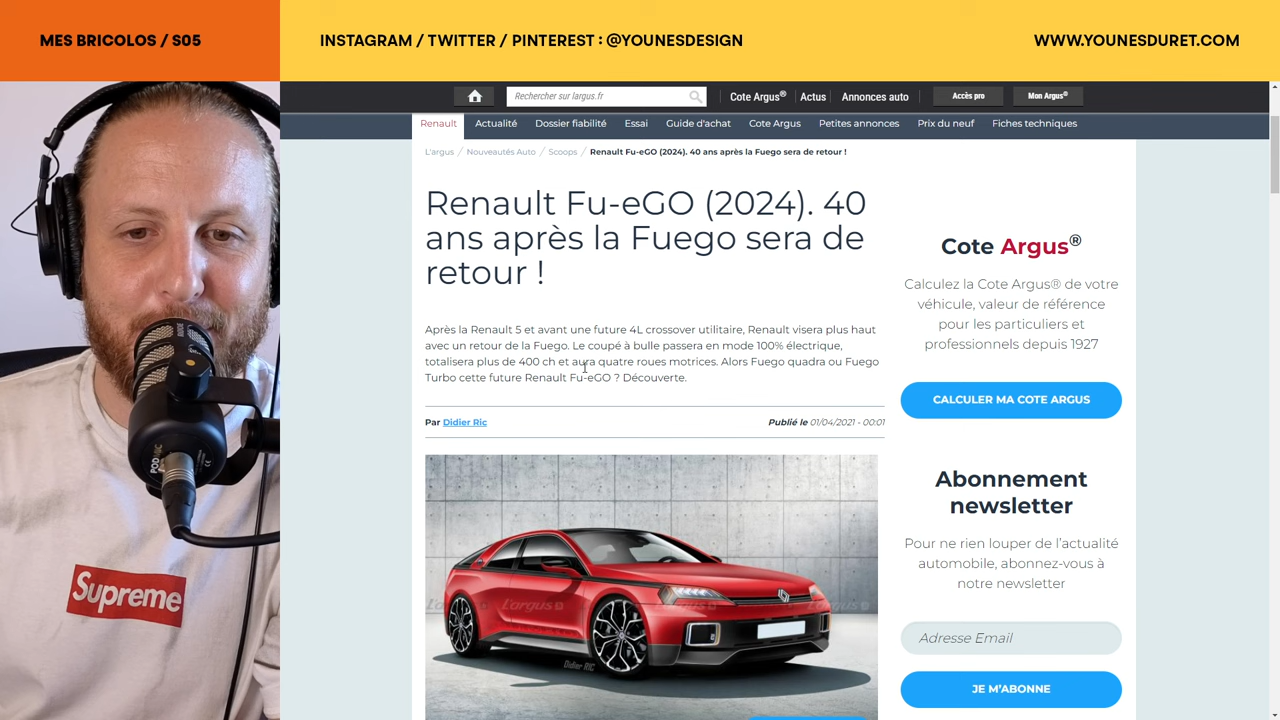 MES BRICOLOS / S05
INSTAGRAM / TWITTER / PINTEREST : @YOUNESDESIGN
WWW.YOUNESDURET.COM
Rechercher sur largus.fr
Cote Argus®
Actus
Annonces auto
Accès pro
Mon Argus®
Renault
Actualité
Dossier fiabilité
Essai
Guide d'achat
Cote Argus
Petites annonces
Prix du neuf
Fiches techniques
L'argus / Nouveautés Auto / Scoops / Renault Fu-eGO (2024). 40 ans après la Fuego sera de retour !
Renault Fu-eGO (2024). 40
ans après la Fuego sera de
retour !
Après la Renault 5 et avant une future 4L crossover utilitaire, Renault visera plus haut
avec un retour de la Fuego. Le coupé à bulle passera en mode 100% électrique,
totalisera plus de 400 ch et aura quatre roues motrices. Alors Fuego quadra ou Fuego
Turbo cette future Renault Fu-eGO ? Découverte.
Par Didier Ric
Publié le 01/04/2021 - 00:01
L'argus
Didier RIC
Cote Argus®
Calculez la Cote Argus® de votre
véhicule, valeur de référence
pour les particuliers et
professionnels depuis 1927
CALCULER MA COTE ARGUS
Abonnement
newsletter
Pour ne rien louper de l'actualité
automobile, abonnez-vous à
notre newsletter
Adresse Email
JE M'ABONNE
PODMIC
RØDE
Supreme